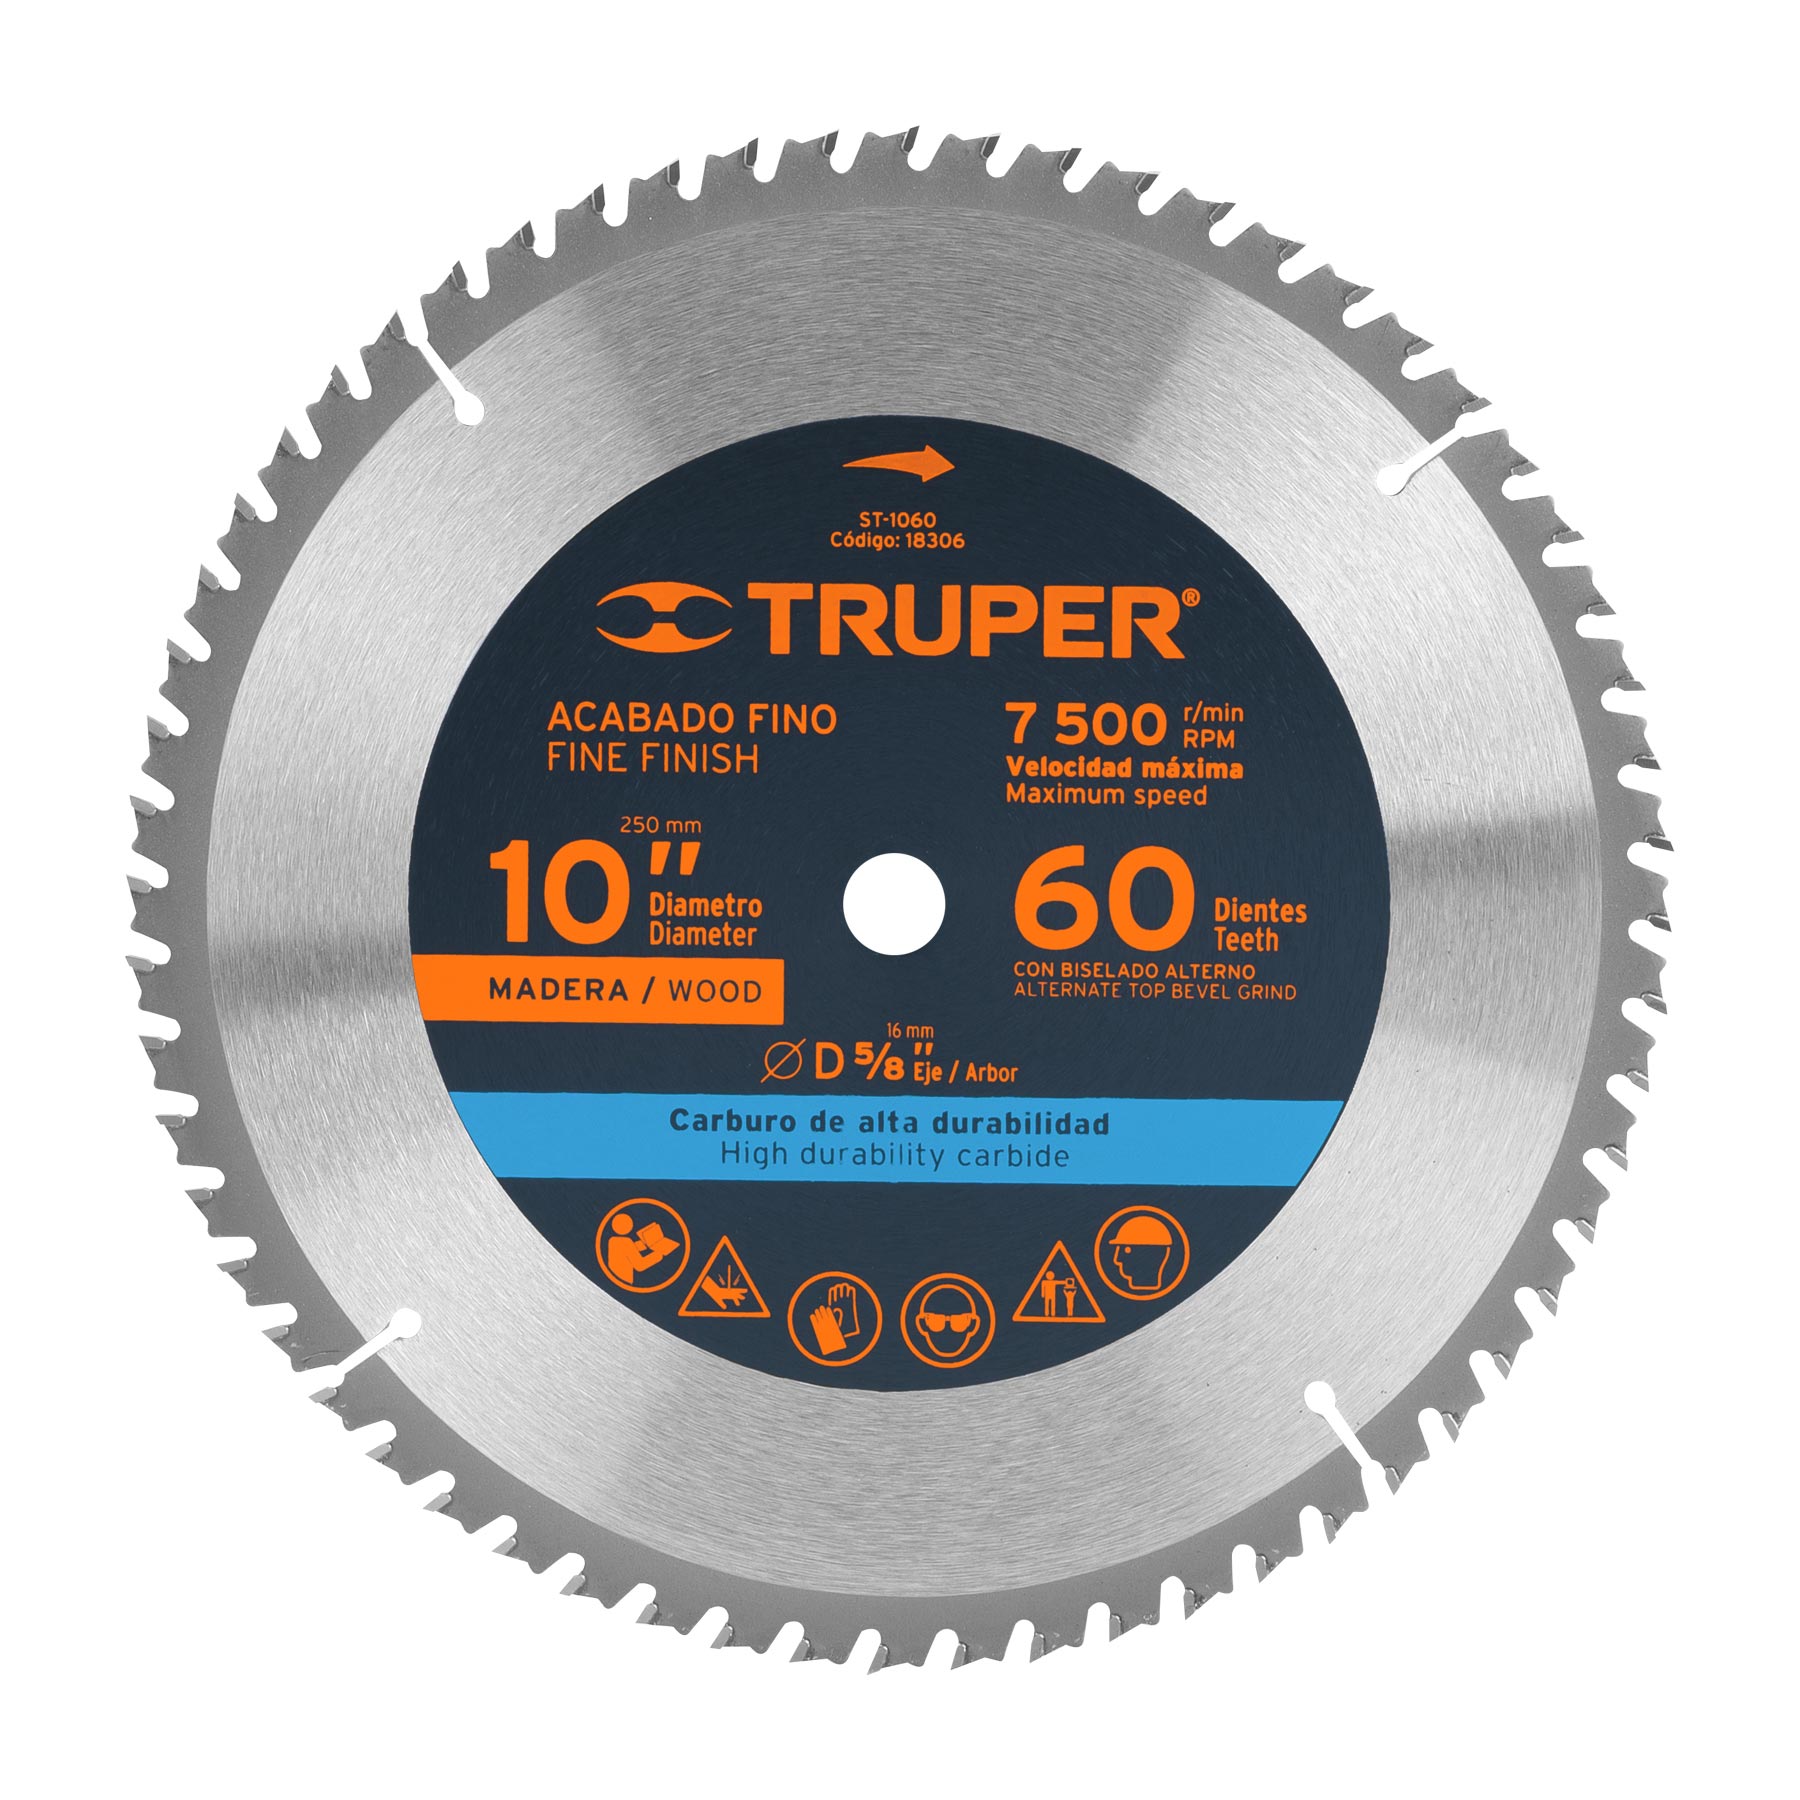 ST-1060
Código: 18306
TRUPER®
ACABADO FINO
FINE FINISH
7 500 r/min
RPM
Velocidad máxima
Maximum speed
250 mm
10" Diametro
Diameter
MADERA / WOOD
60 Dientes
Teeth
CON BISELADO ALTERNO
ALTERNATE TOP BEVEL GRIND
16 mm
Ø D 5/8" Eje / Arbor
Carburo de alta durabilidad
High durability carbide